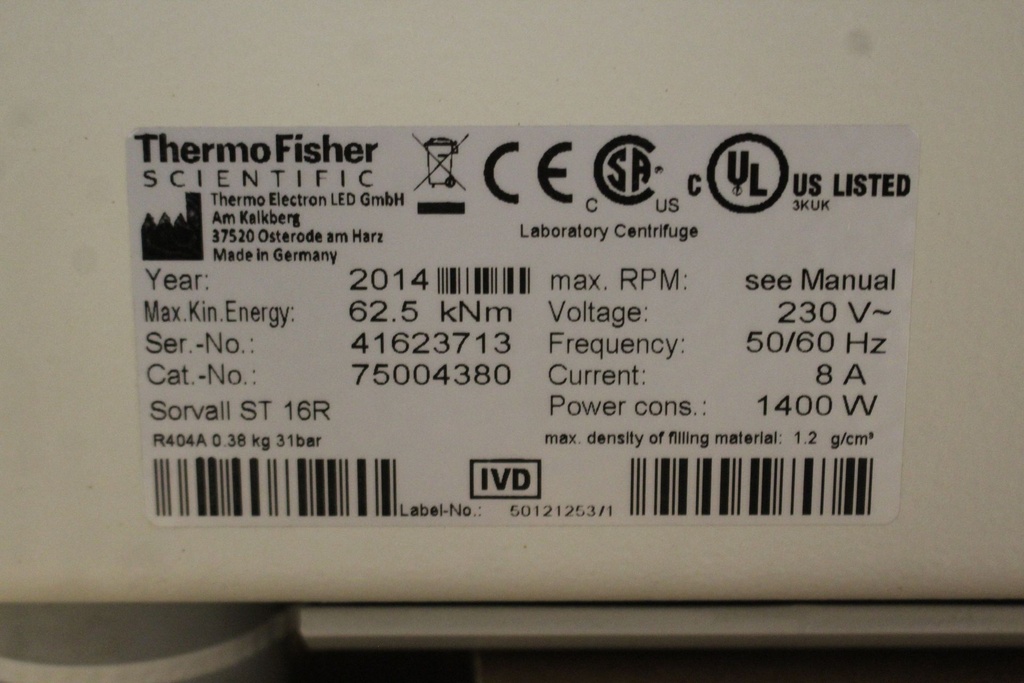 ThermoFisher
SCIENTIFIC
Thermo Electron LED GmbH
Am Kalkberg
37520 Osterode am Harz
Made in Germany
CE
C SA US
C UL US LISTED
3KUK
Laboratory Centrifuge
Year: 2014
Max.Kin.Energy: 62.5 kNm
Ser.-No.: 41623713
Cat.-No.: 75004380
Sorvall ST 16R
R404A 0.38 kg 31bar
max. RPM: see Manual
Voltage: 230 V~
Frequency: 50/60 Hz
Current: 8 A
Power cons.: 1400 W
max. density of filling material: 1.2 g/cm³
IVD
Label-No.: 50121253/1